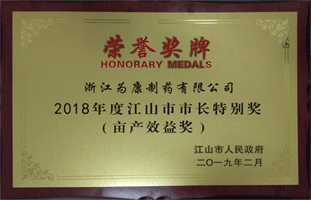 荣誉奖牌
HONORARY MEDALS
浙江为康制药有限公司
2018年度江山市市长特别奖
(亩产效益奖)
江山市人民政府
二〇一九年二月